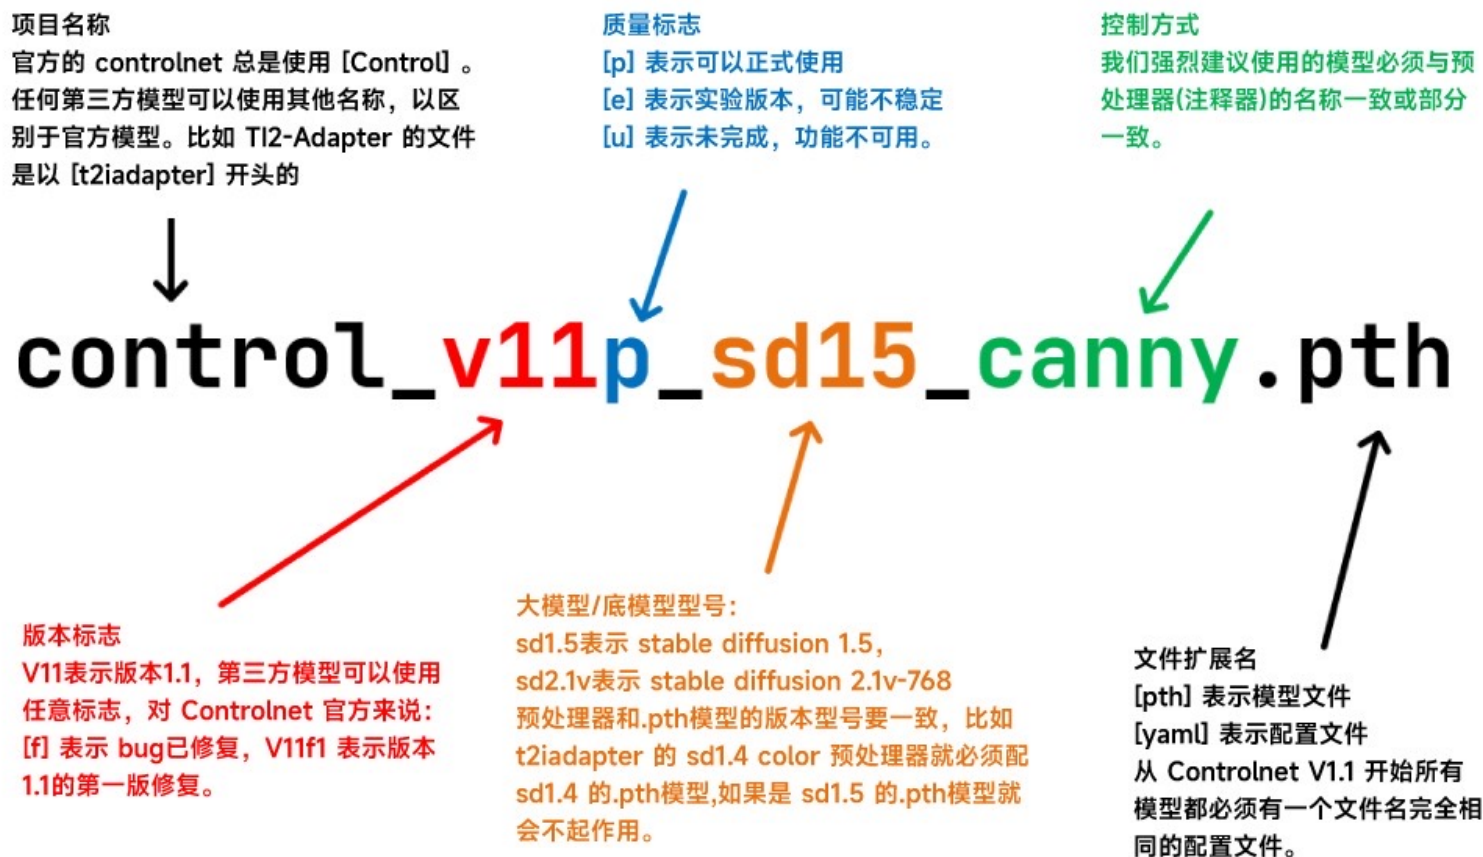 项目名称
官方的 controlnet 总是使用 [Control] 。
任何第三方模型可以使用其他名称，以区
别于官方模型。比如 TI2-Adapter 的文件
是以 [t2iadapter] 开头的
质量标志
[p] 表示可以正式使用
[e] 表示实验版本，可能不稳定
[u] 表示未完成，功能不可用。
控制方式
我们强烈建议使用的模型必须与预
处理器(注释器)的名称一致或部分
一致。
control_v11p_sd15_canny.pth
版本标志
V11表示版本1.1，第三方模型可以使用
任意标志，对 Controlnet 官方来说：
[f] 表示 bug已修复，V11f1 表示版本
1.1的第一版修复。
大模型/底模型型号：
sd1.5表示 stable diffusion 1.5，
sd2.1v表示 stable diffusion 2.1v-768
预处理器和.pth模型的版本型号要一致，比如
t2iadapter 的 sd1.4 color 预处理器就必须配
sd1.4 的.pth模型,如果是 sd1.5 的.pth模型就
会不起作用。
文件扩展名
[pth] 表示模型文件
[yaml] 表示配置文件
从 Controlnet V1.1 开始所有
模型都必须有一个文件名完全相
同的配置文件。